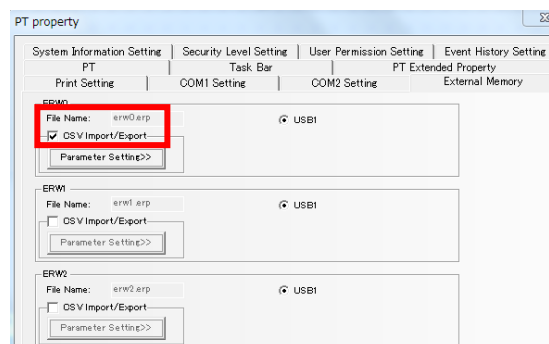 PT property
System Information Setting | Security Level Setting | User Permission Setting | Event History Setting
PT | Task Bar | PT Extended Property
Print Setting | COM1 Setting | COM2 Setting | External Memory
ERW0
File Name: erw0.erp USB1
CSV Import/Export
Parameter Setting>>
ERW1
File Name: erw1.erp USB1
CSV Import/Export
Parameter Setting>>
ERW2
File Name: erw2.erp USB1
CSV Import/Export
Parameter Setting>>